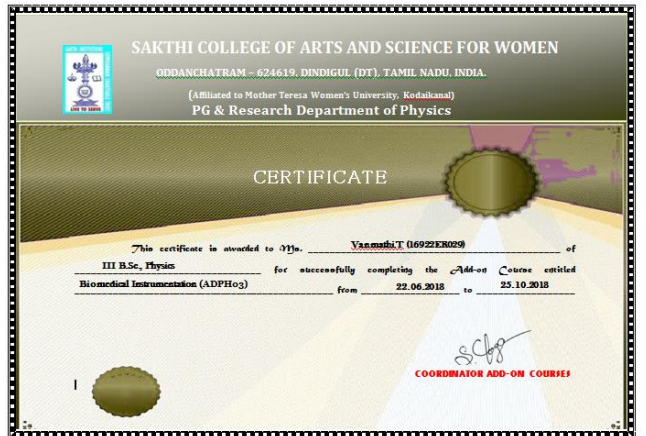 SAKTHI COLLEGE OF ARTS AND SCIENCE FOR WOMEN
ODDANCHATRAM – 624619. DINDIGUL (DT), TAMIL NADU, INDIA.
(Affiliated to Mother Teresa Women's University, Kodaikanal)
PG & Research Department of Physics
LIVE TO SERVE
CERTIFICATE
This certificate is awarded to Ms. Vanmathi.T (16922ER029) of
III B.Sc., Physics for successfully completing the Add-on Course entitled
Biomedical Instrumentation (ADPH03) from 22.06.2018 to 25.10.2018
COORDINATOR ADD-ON COURSES